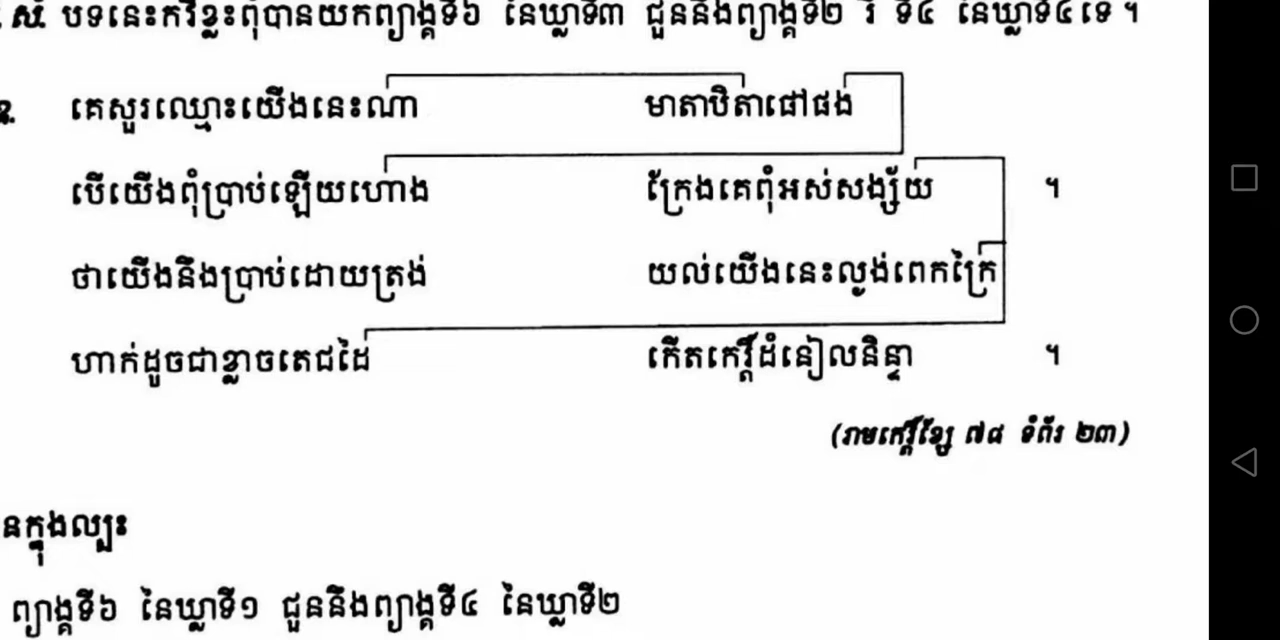 . សំ. បទនេះកវីខ្លះពុំបានយកព្យាង្គទី៦ នៃឃ្លាទី៣ ជួននឹងព្យាង្គទី២ រឺ ទី៤ នៃឃ្លាទី៤ទេ ។
គេសួរឈ្មោះយើងនេះណា មាតាបិតាផៅផង
បើយើងពុំប្រាប់ឡើយហោង ក្រែងគេពុំអស់សង្ស័យ ។
ថាយើងនឹងប្រាប់ដោយត្រង់ យល់យើងនេះល្ងង់ពេកក្រៃ
ហាក់ដូចជាខ្លាចតេជដៃ កើតកេរ្តិ៍ដំនៀលនិន្ទា ។
(រាមកេរ្តិ៍ខ្សែ ៧៨ ទំព័រ ២៣)
នក្នុងល្បះ
ព្យាង្គទី៦ នៃឃ្លាទី១ ជួននឹងព្យាង្គទី៤ នៃឃ្លាទី២